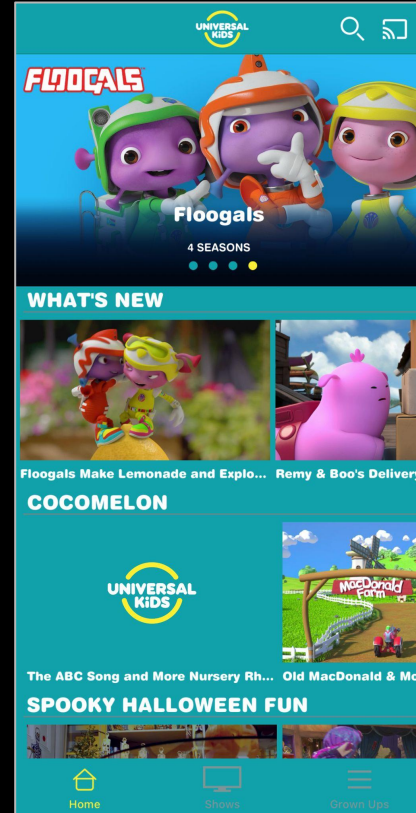 UNIVERSAL
KiDS
FLOOGALS
Floogals
4 SEASONS
WHAT'S NEW
Floogals Make Lemonade and Explo...
Remy & Boo's Delivery
COCOMELON
UNIVERSAL
KiDS
MacDonald
Farm
The ABC Song and More Nursery Rh...
Old MacDonald & Mo
SPOOKY HALLOWEEN FUN
Home
Shows
Grown Ups